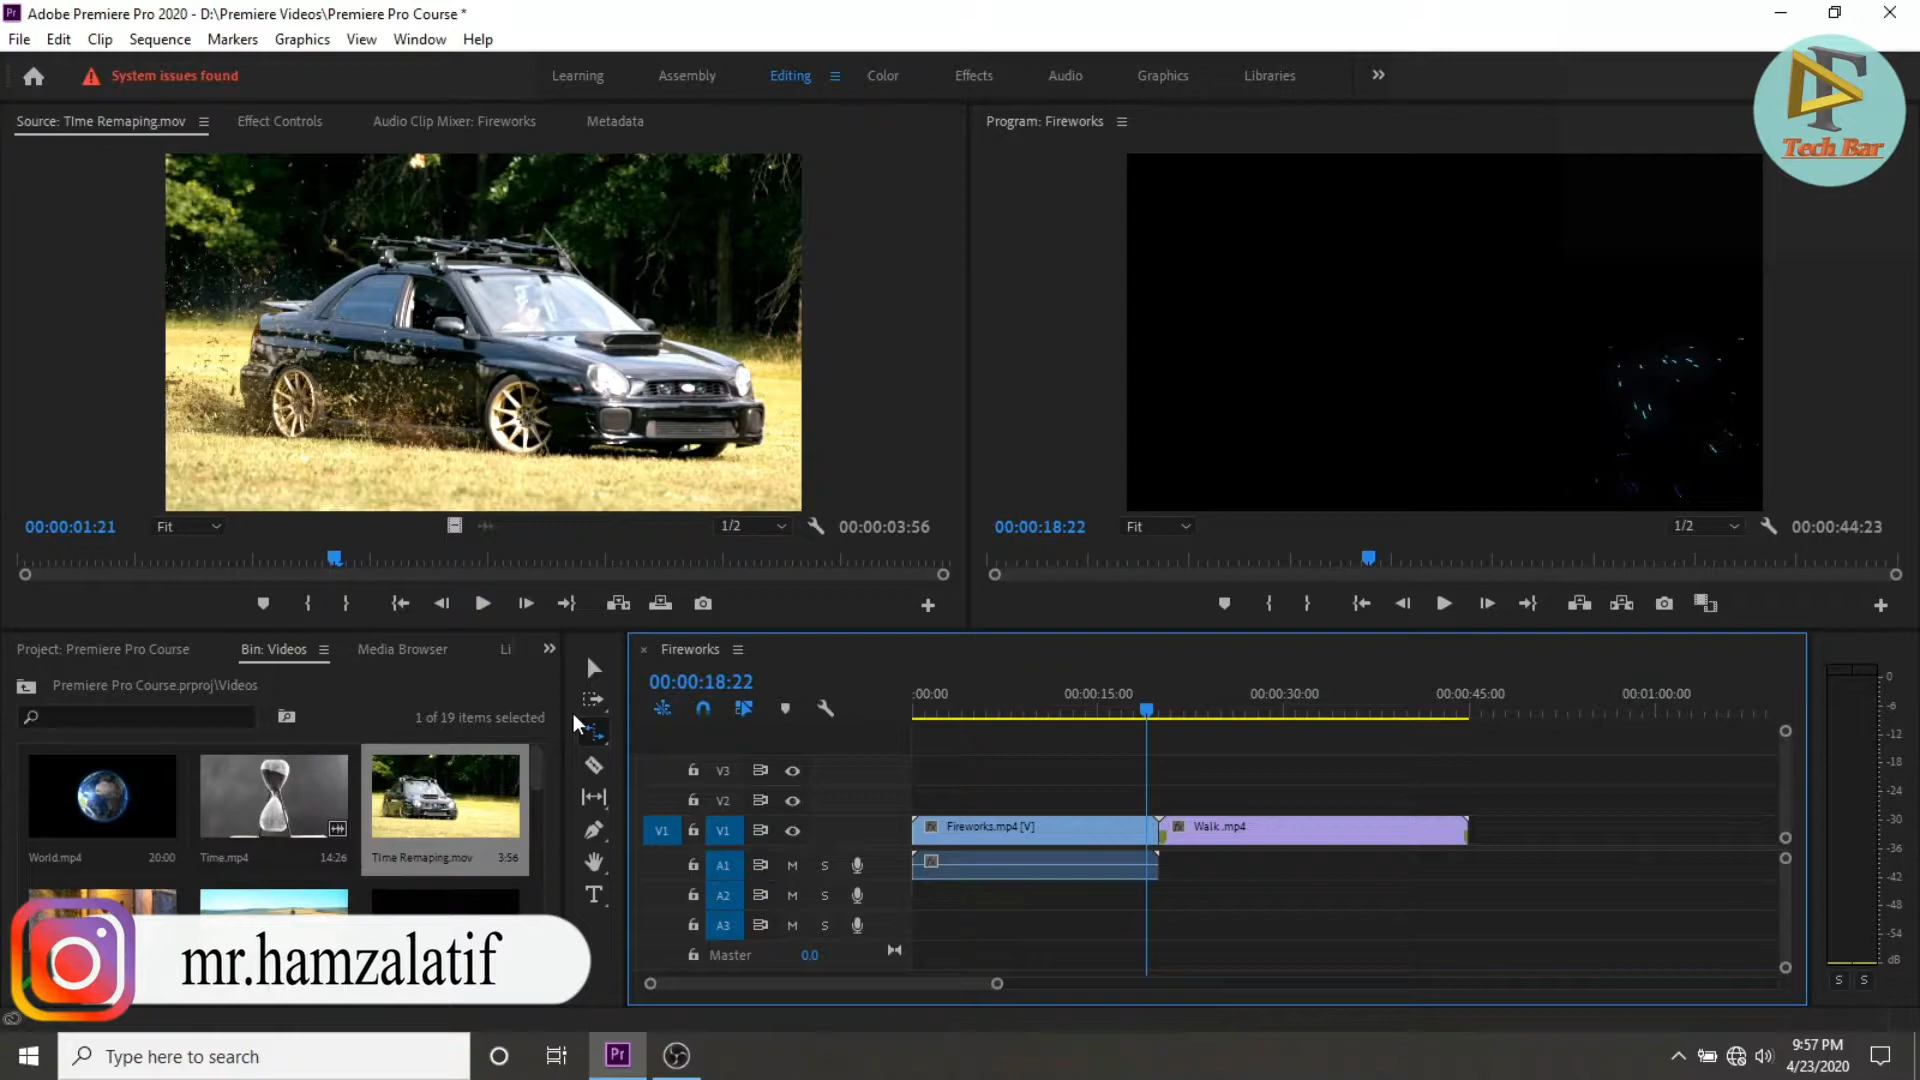 Adobe Premiere Pro 2020 - D:\Premiere Videos\Premiere Pro Course *
File Edit Clip Sequence Markers Graphics View Window Help
System issues found
Learning Assembly Editing Color Effects Audio Graphics Libraries
Tech Bar
Source: TIme Remaping.mov Effect Controls Audio Clip Mixer: Fireworks Metadata
Program: Fireworks
00:00:01:21 Fit 1/2 00:00:03:56
00:00:18:22 Fit 1/2 00:00:44:23
Project: Premiere Pro Course Bin: Videos Media Browser Li
Premiere Pro Course.prproj\Videos
1 of 19 items selected
World.mp4 20:00
Time.mp4 14:26
TIme Remaping.mov 3:56
Fireworks
00:00:18:22
:00:00 00:00:15:00 00:00:30:00 00:00:45:00 00:01:00:00
V3
V2
V1 V1 Fireworks.mp4 [V] Walk .mp4
A1 M S
A2 M S
A3 M S
Master 0.0
0
-6
-12
-18
-24
-30
-36
-42
-48
-54
dB
S S
mr.hamzalatif
Type here to search
Pr
9:57 PM
4/23/2020